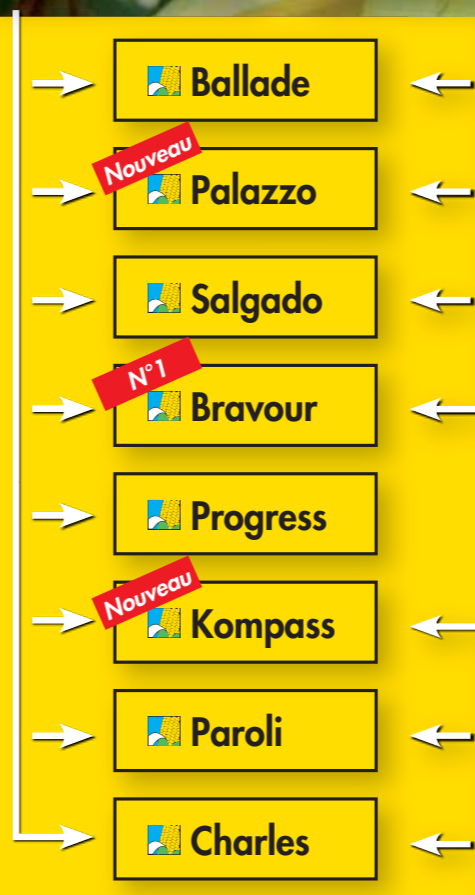 Ballade
Nouveau
Palazzo
Salgado
N°1
Bravour
Progress
Nouveau
Kompass
Paroli
Charles